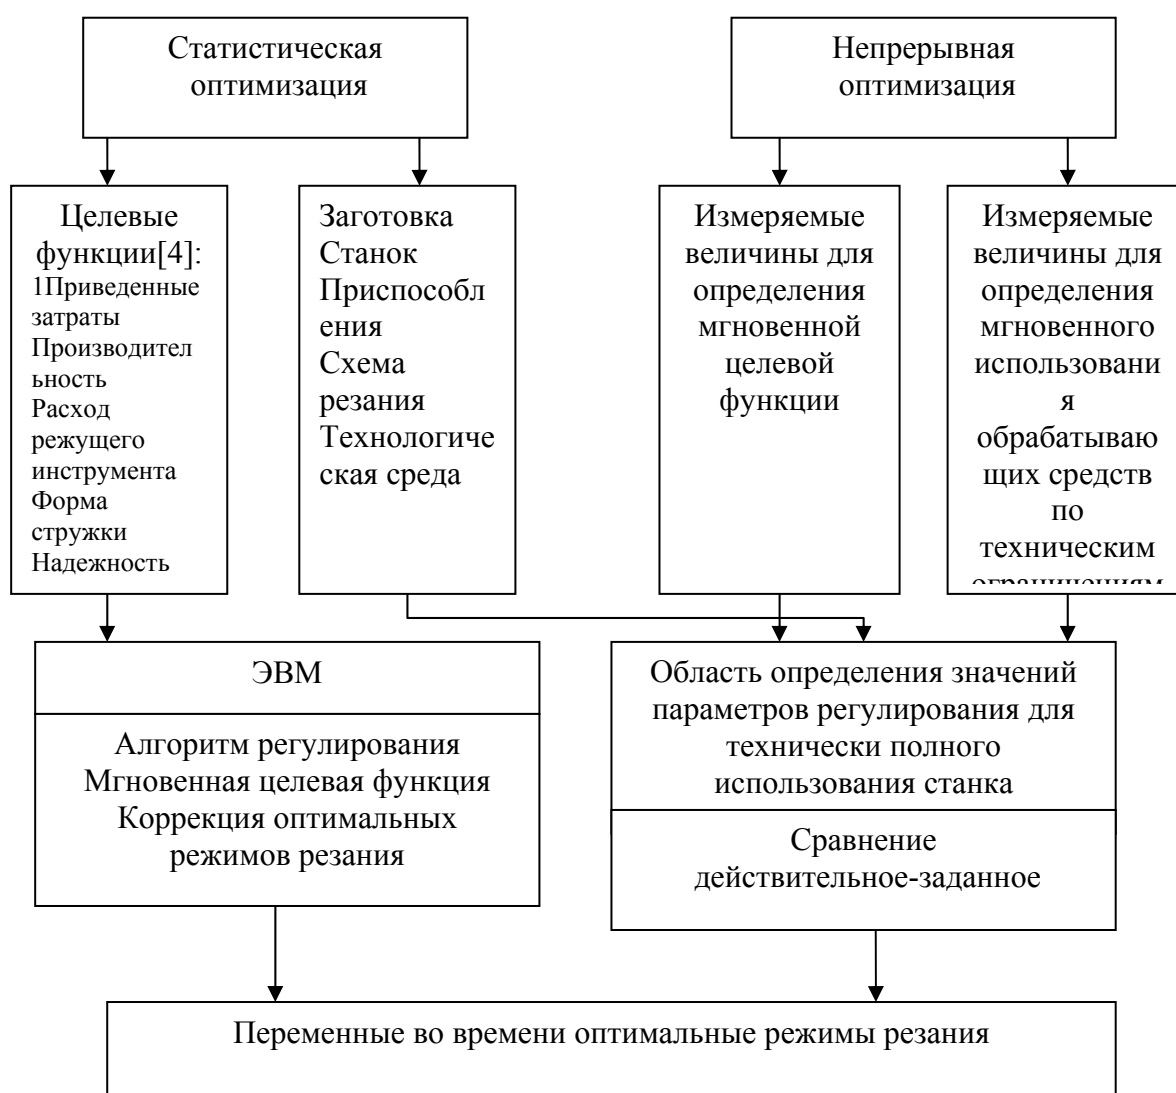 Статистическая
оптимизация
Непрерывная
оптимизация
Целевые
функции[4]:
1Приведенные
затраты
Производител
ьность
Расход
режущего
инструмента
Форма
стружки
Надежность
Заготовка
Станок
Приспособл
ения
Схема
резания
Технологиче
ская среда
Измеряемые
величины для
определения
мгновенной
целевой
функции
Измеряемые
величины для
определения
мгновенного
использовани
я
обрабатываю
щих средств
по
техническим
ограничениям
ЭВМ
Алгоритм регулирования
Мгновенная целевая функция
Коррекция оптимальных
режимов резания
Область определения значений
параметров регулирования для
технически полного
использования станка
Сравнение
действительное-заданное
Переменные во времени оптимальные режимы резания